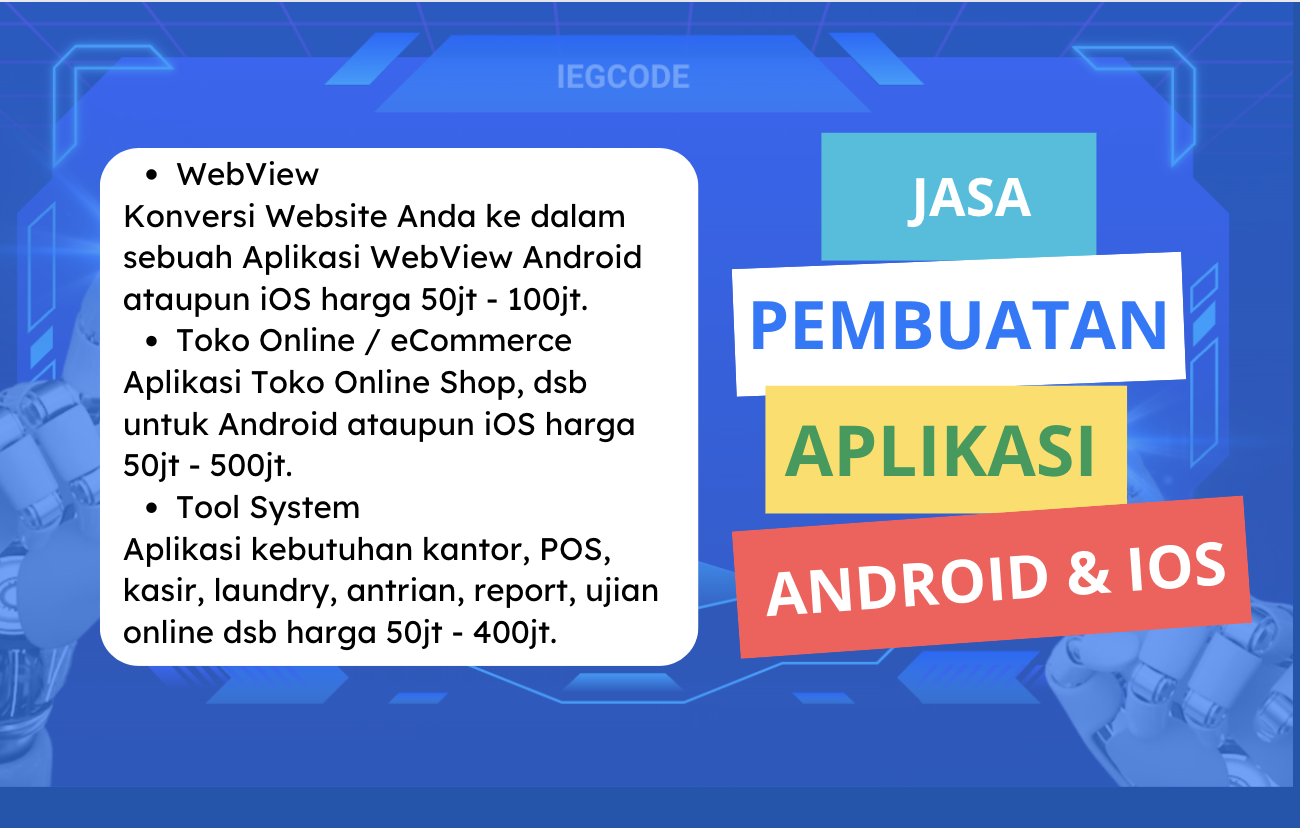 IEGCODE
• WebView
Konversi Website Anda ke dalam
sebuah Aplikasi WebView Android
ataupun iOS harga 50jt - 100jt.
• Toko Online / eCommerce
Aplikasi Toko Online Shop, dsb
untuk Android ataupun iOS harga
50jt - 500jt.
• Tool System
Aplikasi kebutuhan kantor, POS,
kasir, laundry, antrian, report, ujian
online dsb harga 50jt - 400jt.
JASA
PEMBUATAN
APLIKASI
ANDROID & IOS